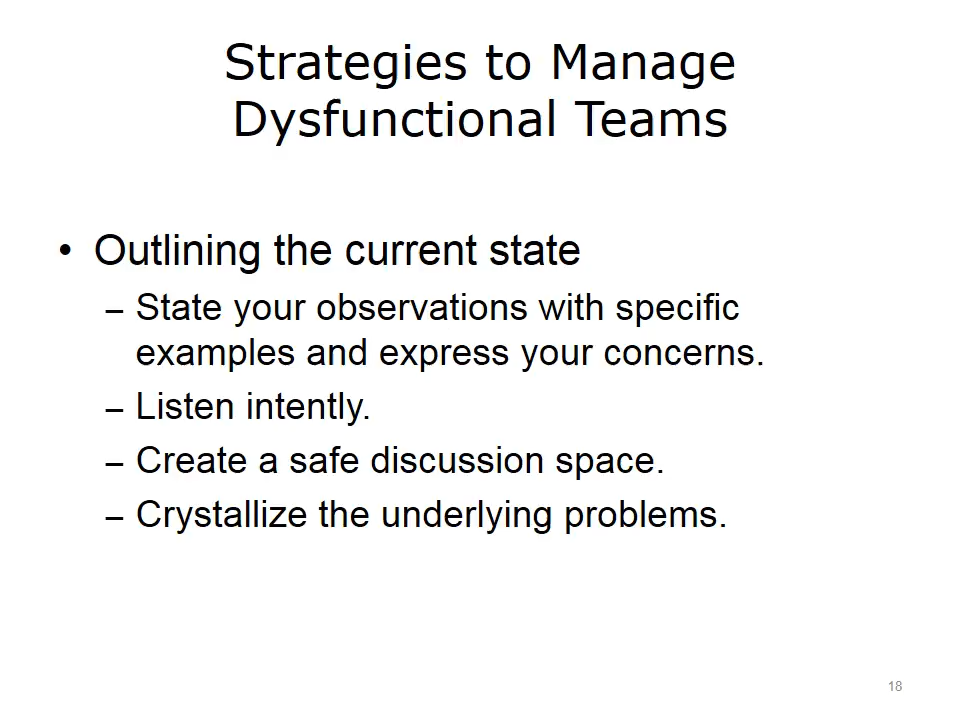 Strategies to Manage
Dysfunctional Teams
• Outlining the current state
– State your observations with specific
examples and express your concerns.
– Listen intently.
– Create a safe discussion space.
– Crystallize the underlying problems.
18